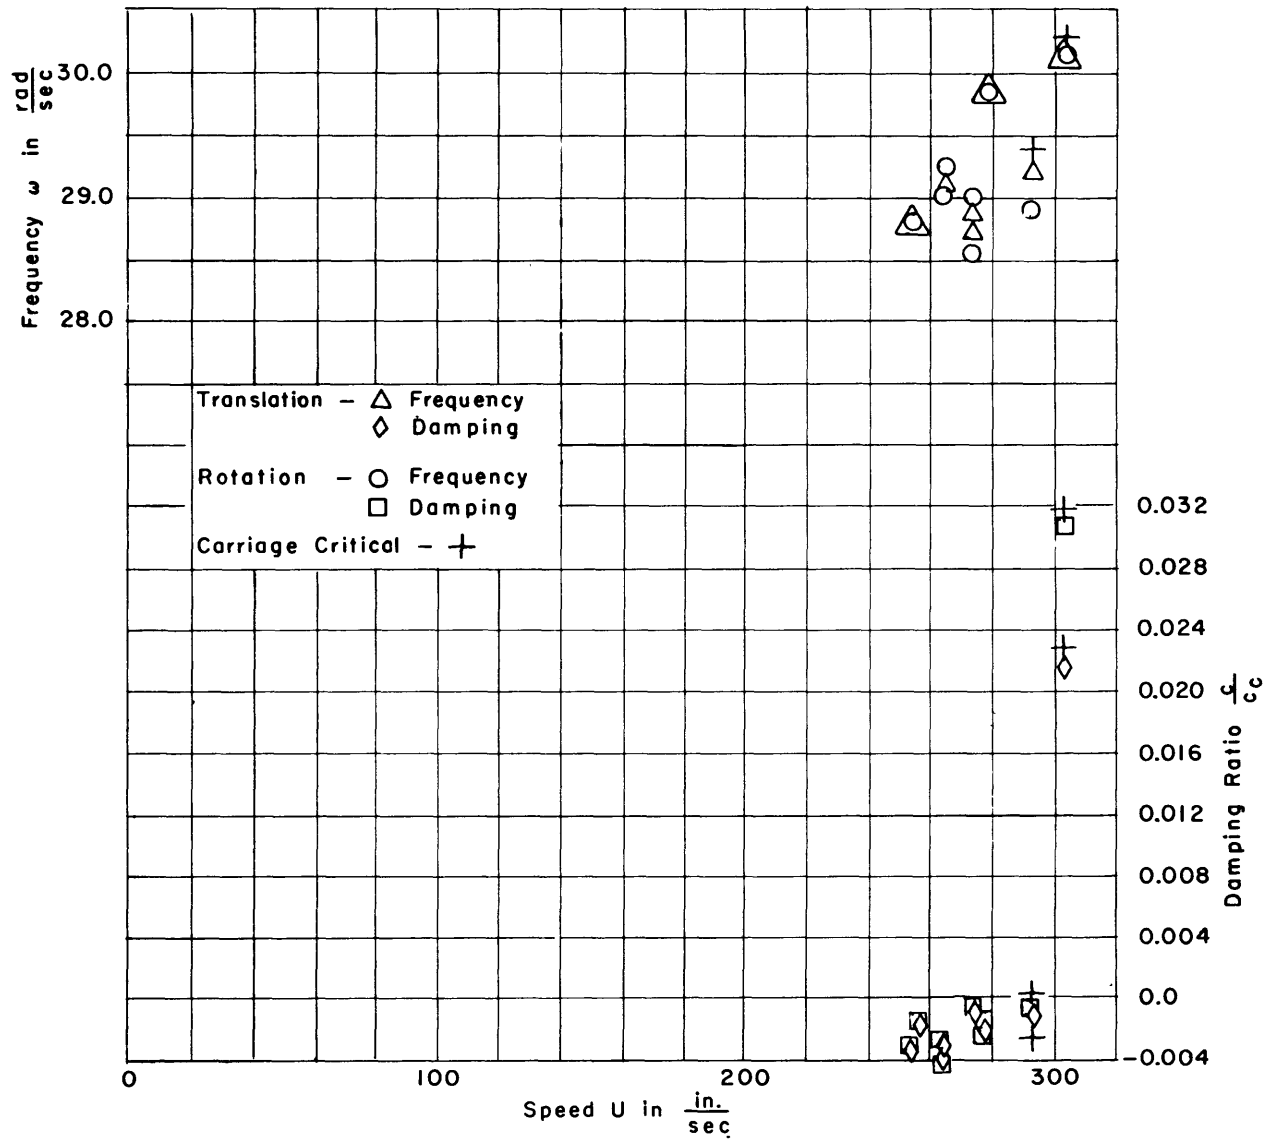 Frequency ω in rad/sec
30.0
29.0
28.0
Translation – △ Frequency
◇ Damping
Rotation – ○ Frequency
□ Damping
Carriage Critical – +
0.032
0.028
0.024
0.020
0.016
0.012
0.008
0.004
0.0
-0.004
Damping Ratio c/cc
0
100
200
300
Speed U in in./sec.